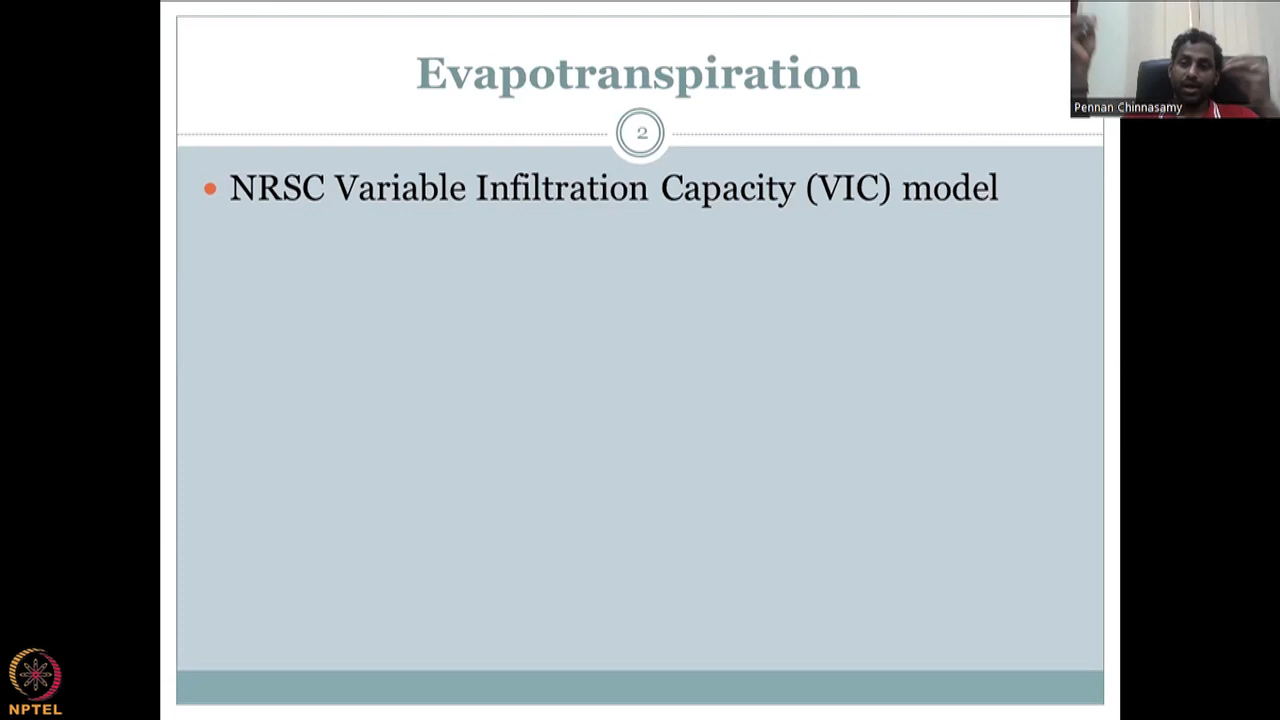 Evapotranspiration
2
NRSC Variable Infiltration Capacity (VIC) model
Pennan Chinnasamy
NPTEL